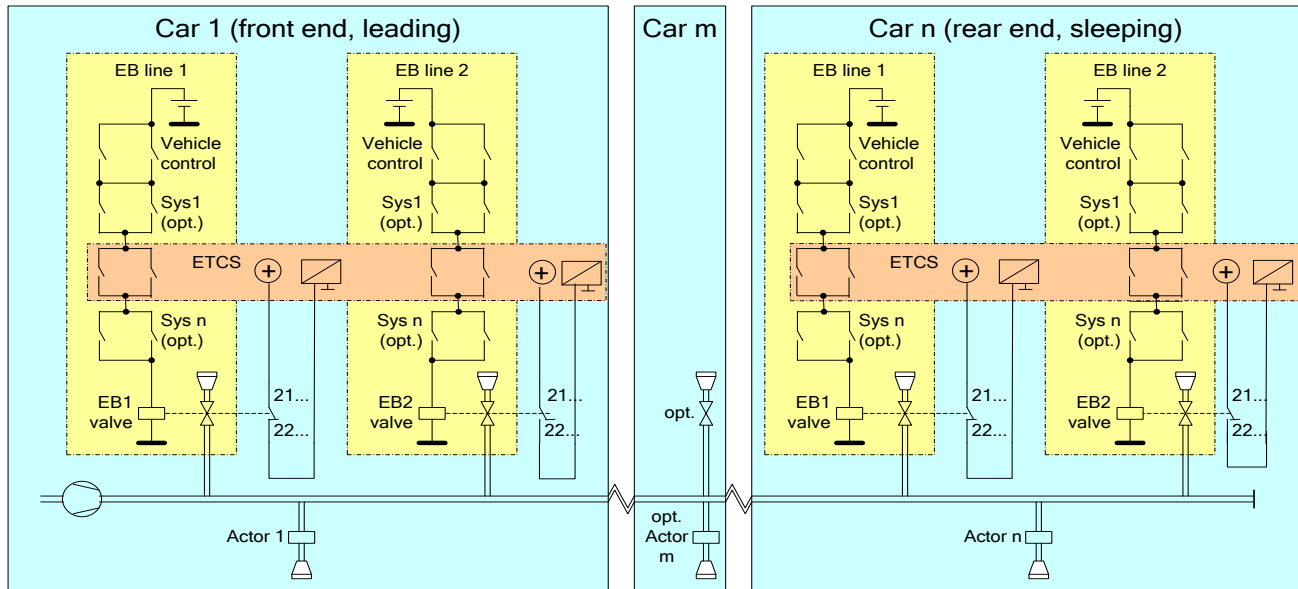 Car 1 (front end, leading)
EB line 1
Vehicle
control
Sys1
(opt.)
ETCS
Sys n
(opt.)
EB1
valve
21...
22...
EB line 2
Vehicle
control
Sys1
(opt.)
Sys n
(opt.)
EB2
valve
21...
22...
Actor 1
Car m
opt.
opt.
Actor
m
Car n (rear end, sleeping)
EB line 1
Vehicle
control
Sys1
(opt.)
ETCS
Sys n
(opt.)
EB1
valve
21...
22...
EB line 2
Vehicle
control
Sys1
(opt.)
Sys n
(opt.)
EB2
valve
21...
22...
Actor n